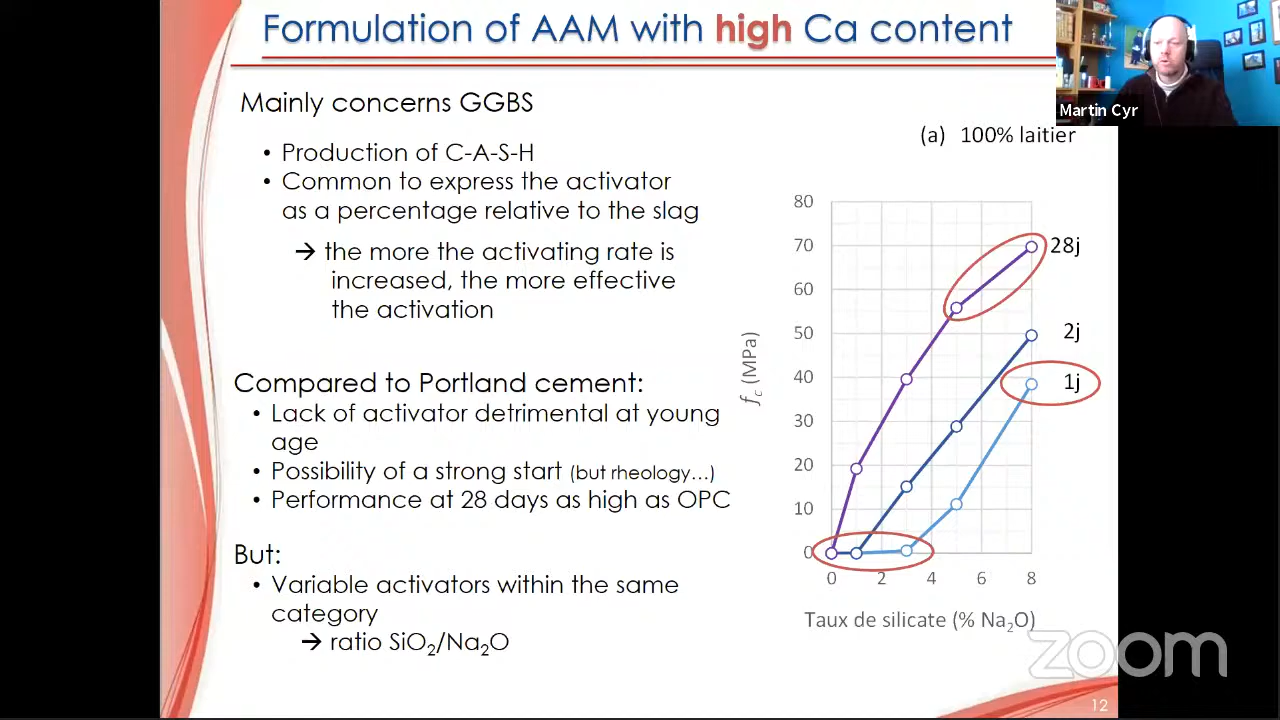 Formulation of AAM with high Ca content
Martin Cyr
Mainly concerns GGBS
(a) 100% laitier
• Production of C-A-S-H
• Common to express the activator
as a percentage relative to the slag
→ the more the activating rate is
increased, the more effective
the activation
Compared to Portland cement:
• Lack of activator detrimental at young
age
• Possibility of a strong start (but rheology...)
• Performance at 28 days as high as OPC
But:
• Variable activators within the same
category
→ ratio SiO₂/Na₂O
80
70
60
50
40
30
20
10
0
fc (MPa)
28j
2j
1j
0 2 4 6 8
Taux de silicate (% Na₂O)
zoom
12